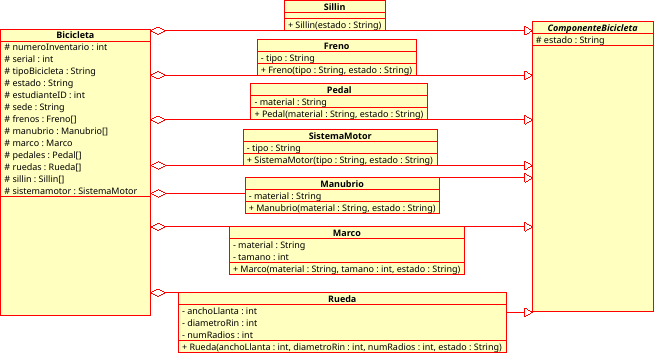 Bicicleta
# numeroInventario : int
# serial : int
# tipoBicicleta : String
# estado : String
# estudianteID : int
# sede : String
# frenos : Freno[]
# manubrio : Manubrio[]
# marco : Marco
# pedales : Pedal[]
# ruedas : Rueda[]
# sillin : Sillin[]
# sistemamotor : SistemaMotor
Sillin
+ Sillin(estado : String)
Freno
- tipo : String
+ Freno(tipo : String, estado : String)
Pedal
- material : String
+ Pedal(material : String, estado : String)
SistemaMotor
- tipo : String
+ SistemaMotor(tipo : String, estado : String)
Manubrio
- material : String
+ Manubrio(material : String, estado : String)
Marco
- material : String
- tamano : int
+ Marco(material : String, tamano : int, estado : String)
Rueda
- anchoLlanta : int
- diametroRin : int
- numRadios : int
+ Rueda(anchoLlanta : int, diametroRin : int, numRadios : int, estado : String)
ComponenteBicicleta
# estado : String